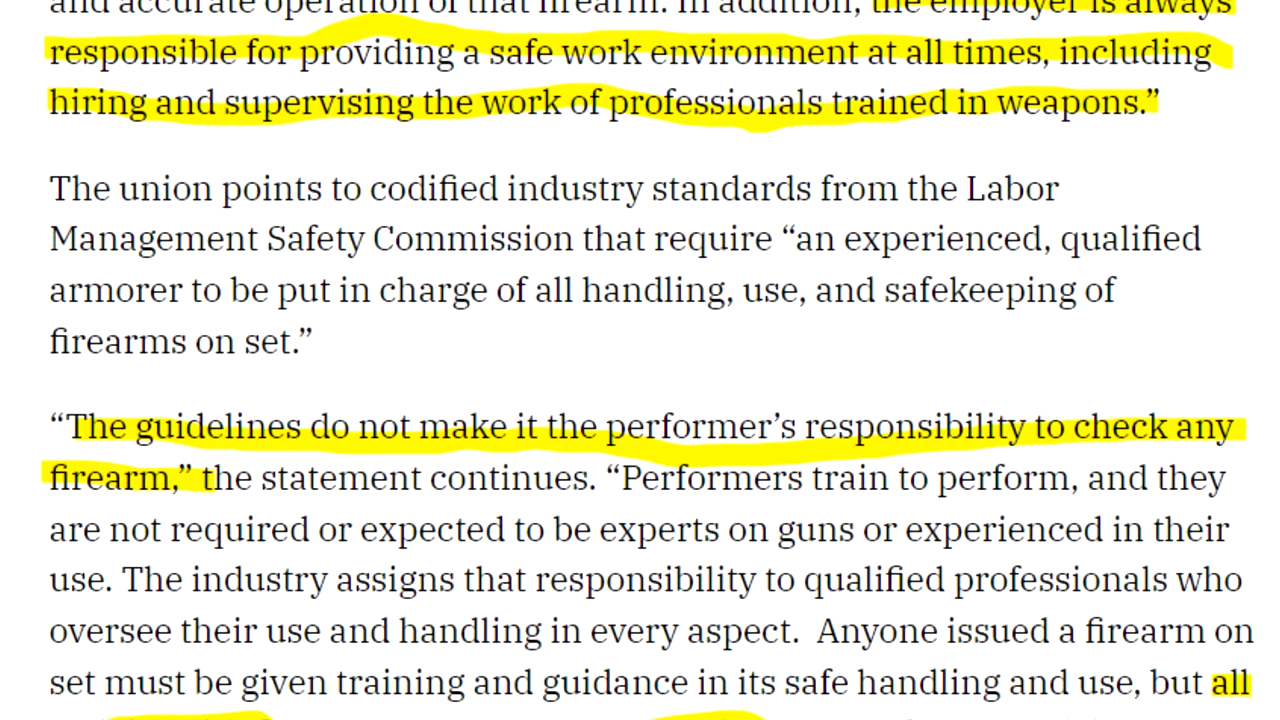 and accurate operation of that firearm. In addition, the employer is always
responsible for providing a safe work environment at all times, including
hiring and supervising the work of professionals trained in weapons.”
The union points to codified industry standards from the Labor
Management Safety Commission that require “an experienced, qualified
armorer to be put in charge of all handling, use, and safekeeping of
firearms on set.”
“The guidelines do not make it the performer’s responsibility to check any
firearm,” the statement continues. “Performers train to perform, and they
are not required or expected to be experts on guns or experienced in their
use. The industry assigns that responsibility to qualified professionals who
oversee their use and handling in every aspect.  Anyone issued a firearm on
set must be given training and guidance in its safe handling and use, but all